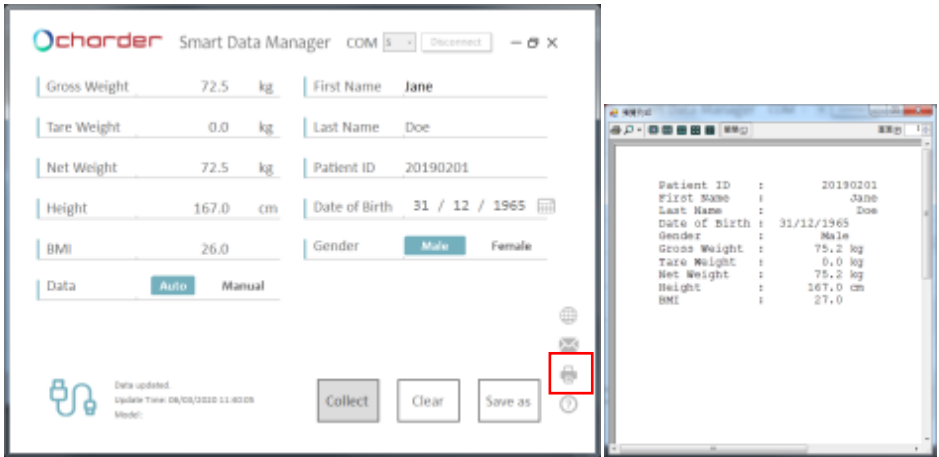 chorder Smart Data Manager COM 5 Disconnect
Gross Weight 72.5 kg
Tare Weight 0.0 kg
Net Weight 72.5 kg
Height 167.0 cm
BMI 26.0
Data Auto Manual
First Name Jane
Last Name Doe
Patient ID 20190201
Date of Birth 31 / 12 / 1965
Gender Male Female
Data updated.
Model:
Collect Clear Save as
Patient ID : 20190201
First Name : Jane
Last Name : Doe
Date of Birth : 31/12/1965
Gender : Male
Gross Weight : 75.2 kg
Tare Weight : 0.0 kg
Net Weight : 75.2 kg
Height : 167.0 cm
BMI : 27.0